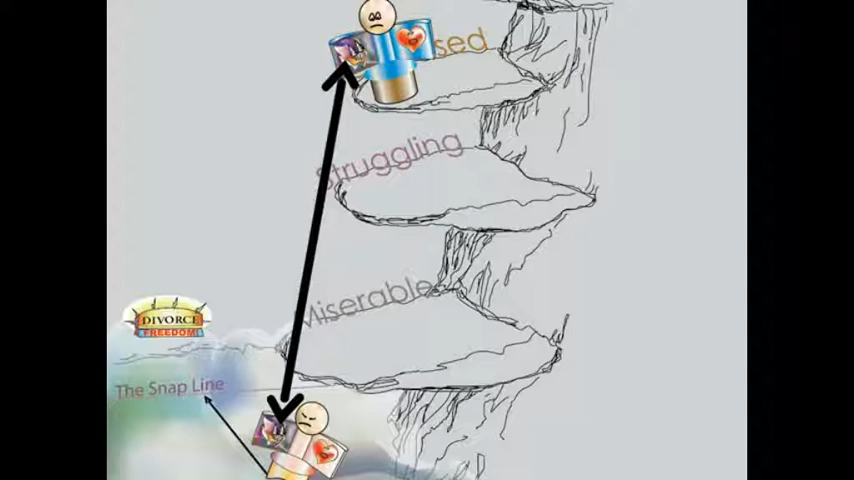 sed
Struggling
Miserable
DIVORCE
FREEDOM
The Snap Line